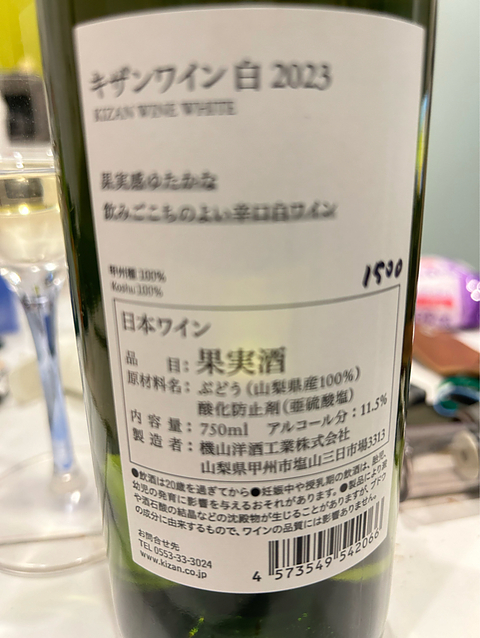 キザンワイン 白 2023
KIZAN WINE WHITE
果実感ゆたかな
飲みごこちのよい辛口白ワイン
甲州種 100%
Koshu 100%
1500
日本ワイン
品 目：果実酒
原材料名：ぶどう（山梨県産100%）
酸化防止剤（亜硫酸塩）
内 容 量：750ml アルコール分：11.5%
製 造 者：機山洋酒工業株式会社
山梨県甲州市塩山三日市場3313
●飲酒は20歳を過ぎてから●妊娠中や授乳期の飲酒は、胎児、
幼児の発育に影響を与えるおそれがあります。●製品により澱
や酒石酸の結晶などの沈殿物が生じることがありますが、ブドウ
の成分に由来するもので、ワインの品質には影響ありません。
お問合せ先
TEL 0553-33-3024
www.kizan.co.jp
4 573549 542066